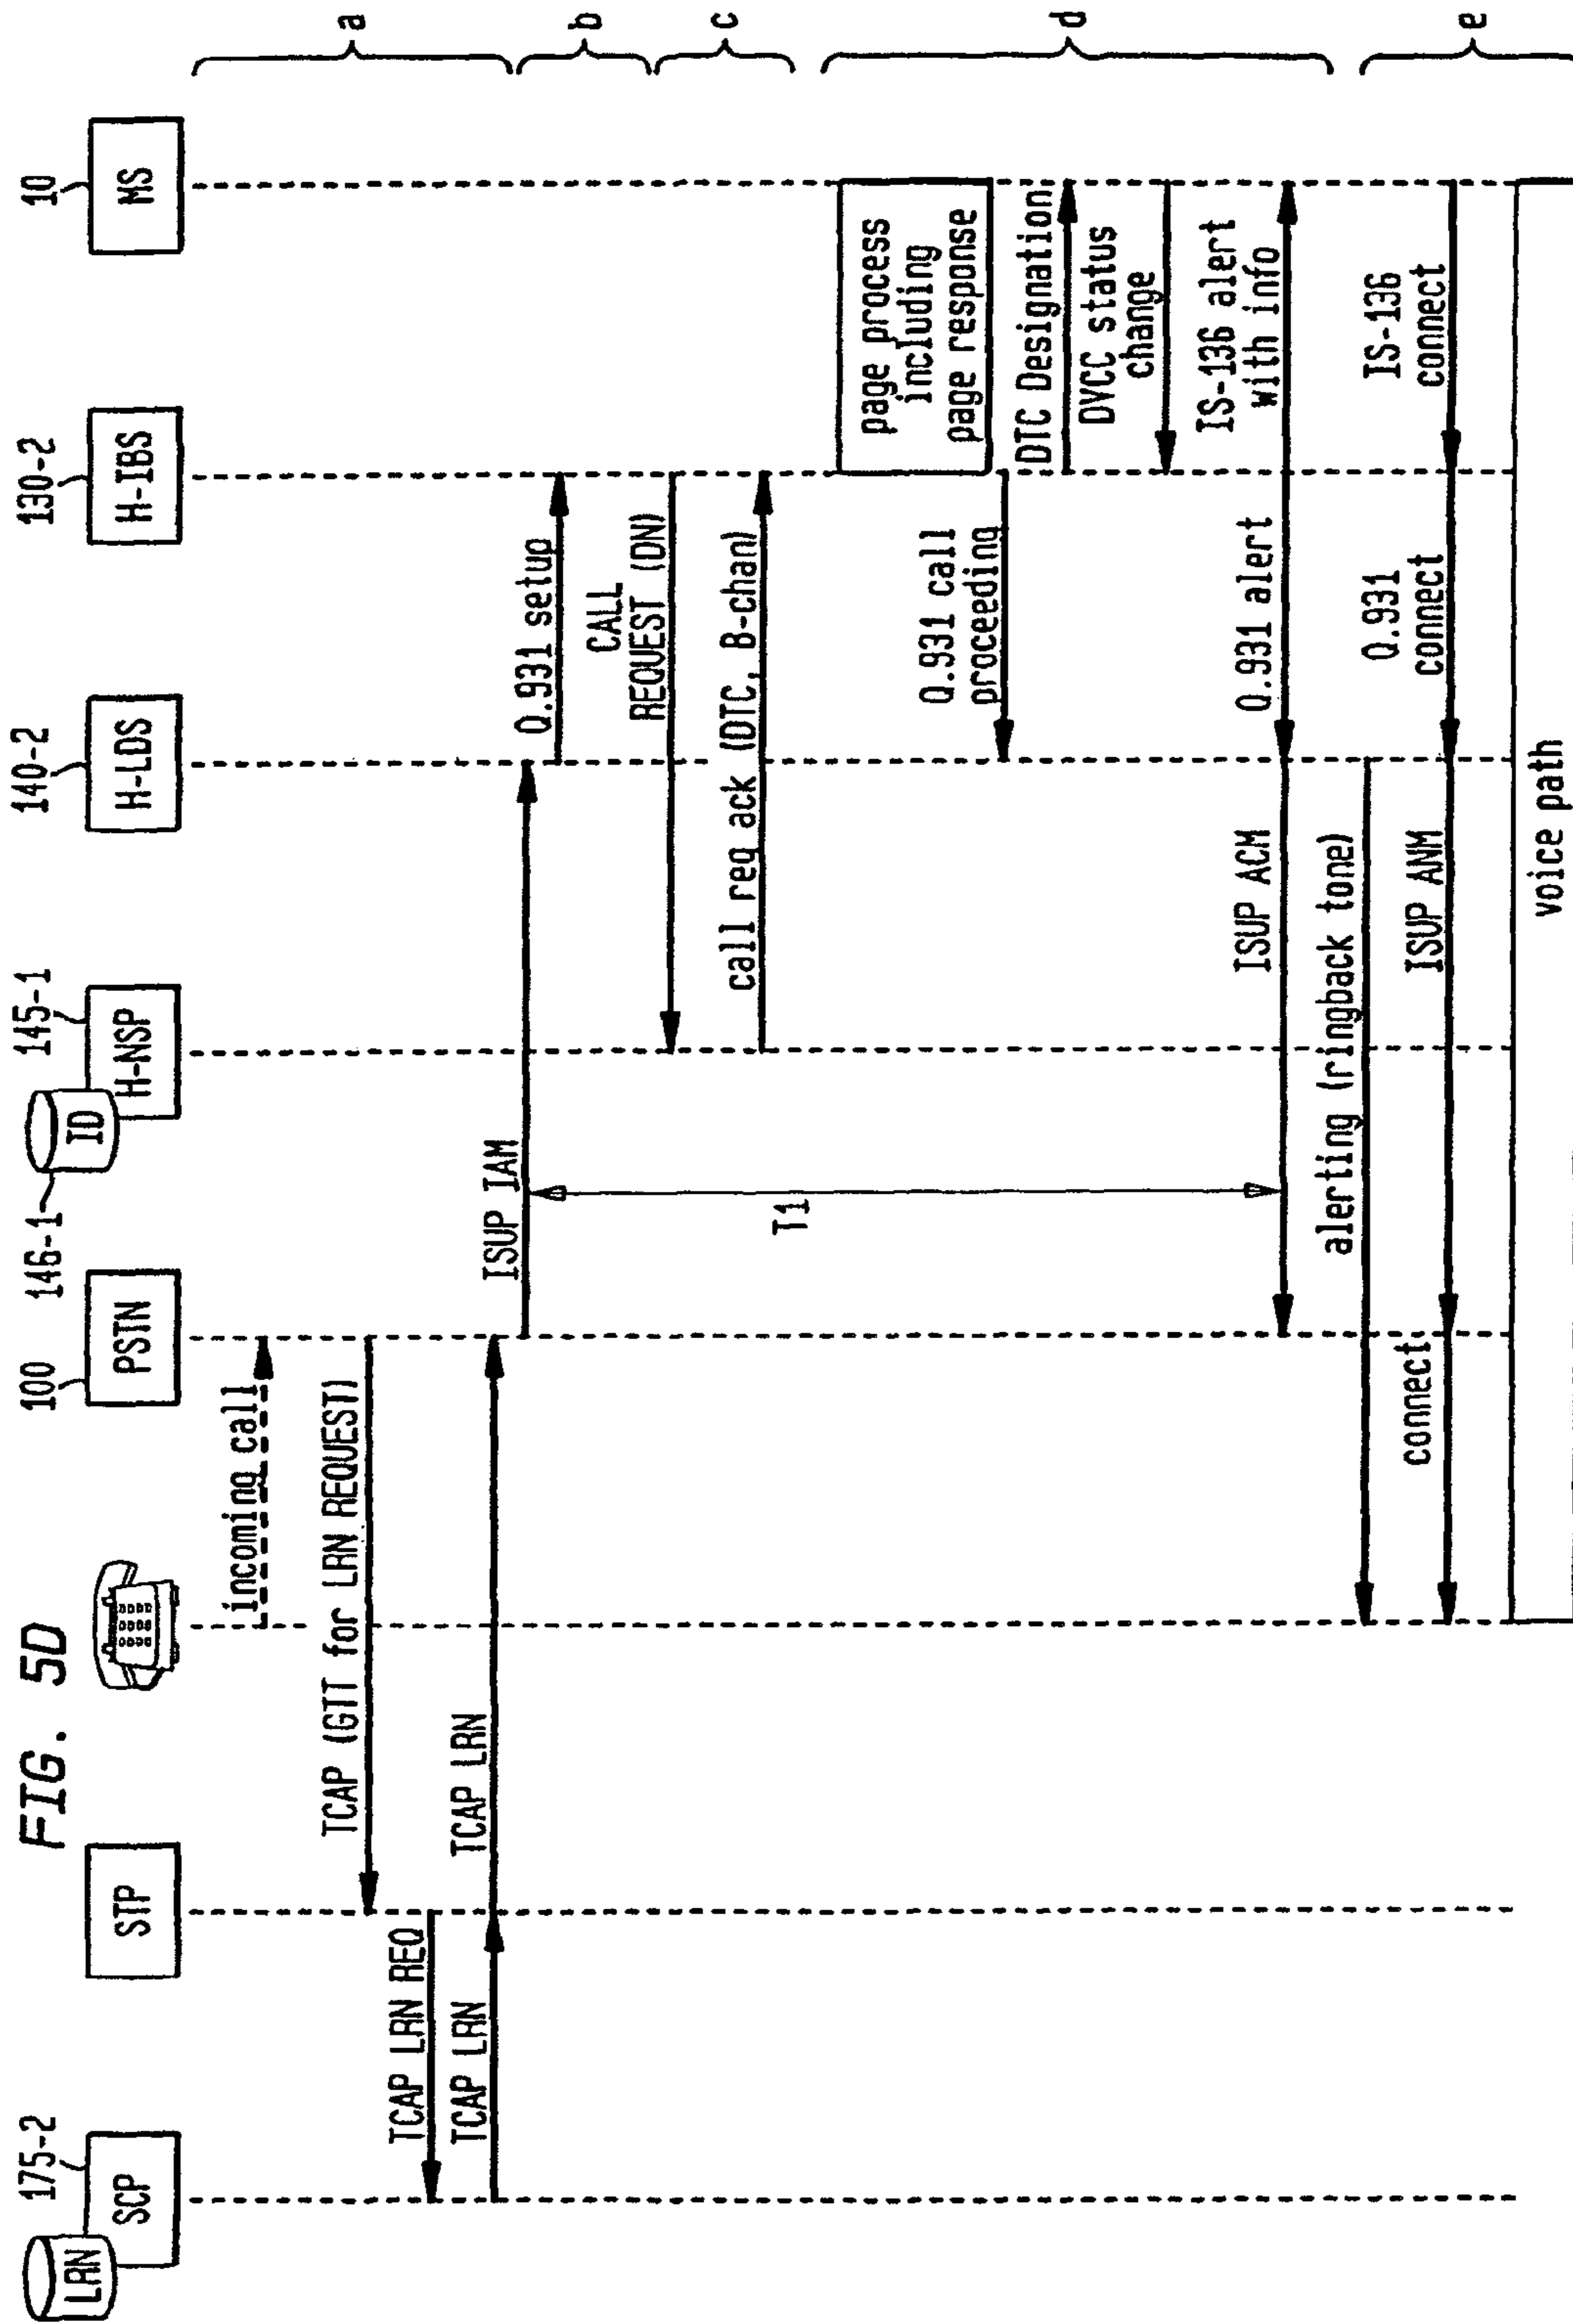 FIG. 5D
LRN
175-2
SCP
STP
100
PSTN
146-1
ID
145-1
H-NSP
140-2
H-LDS
130-2
H-IBS
10
MS
incoming call
a
TCAP (GTT for LRN REQUEST)
TCAP LRN REQ
TCAP LRN
TCAP LRN
ISUP IAM
Q.931 setup
b
CALL
REQUEST (DN)
c
call req ack (DTC, B-chan)
T1
page process
including
page response
Q.931 call
proceeding
DTC Designation
d
DVCC status
change
ISUP ACM
Q.931 alert
IS-136 alert
with info
alerting (ringback tone)
connect
ISUP ANM
Q.931
connect
IS-136
connect
e
voice path